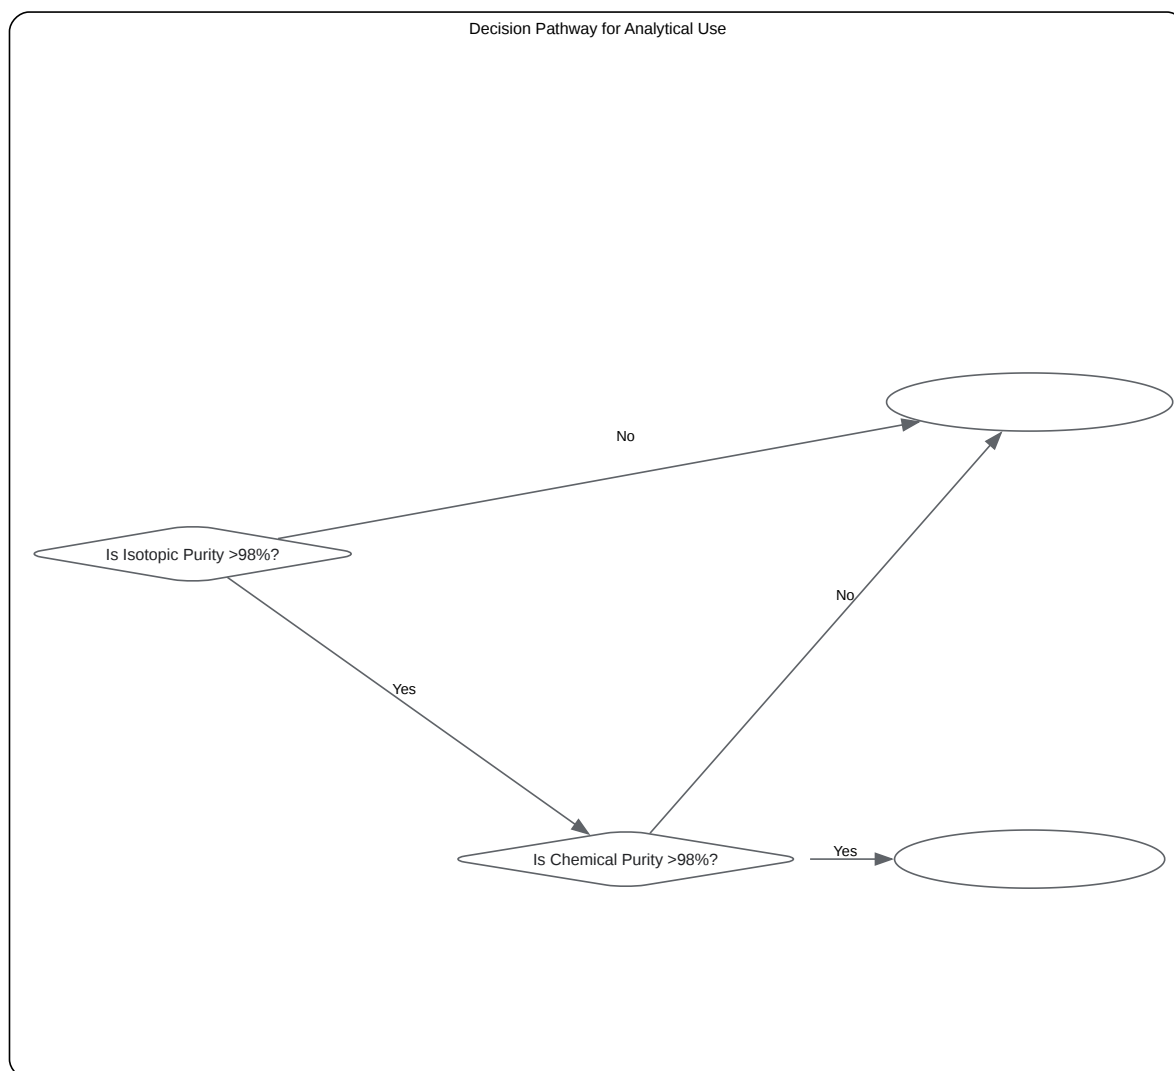 Decision Pathway for Analytical Use
No
Is Isotopic Purity >98%?
No
Yes
Yes
Is Chemical Purity >98%?